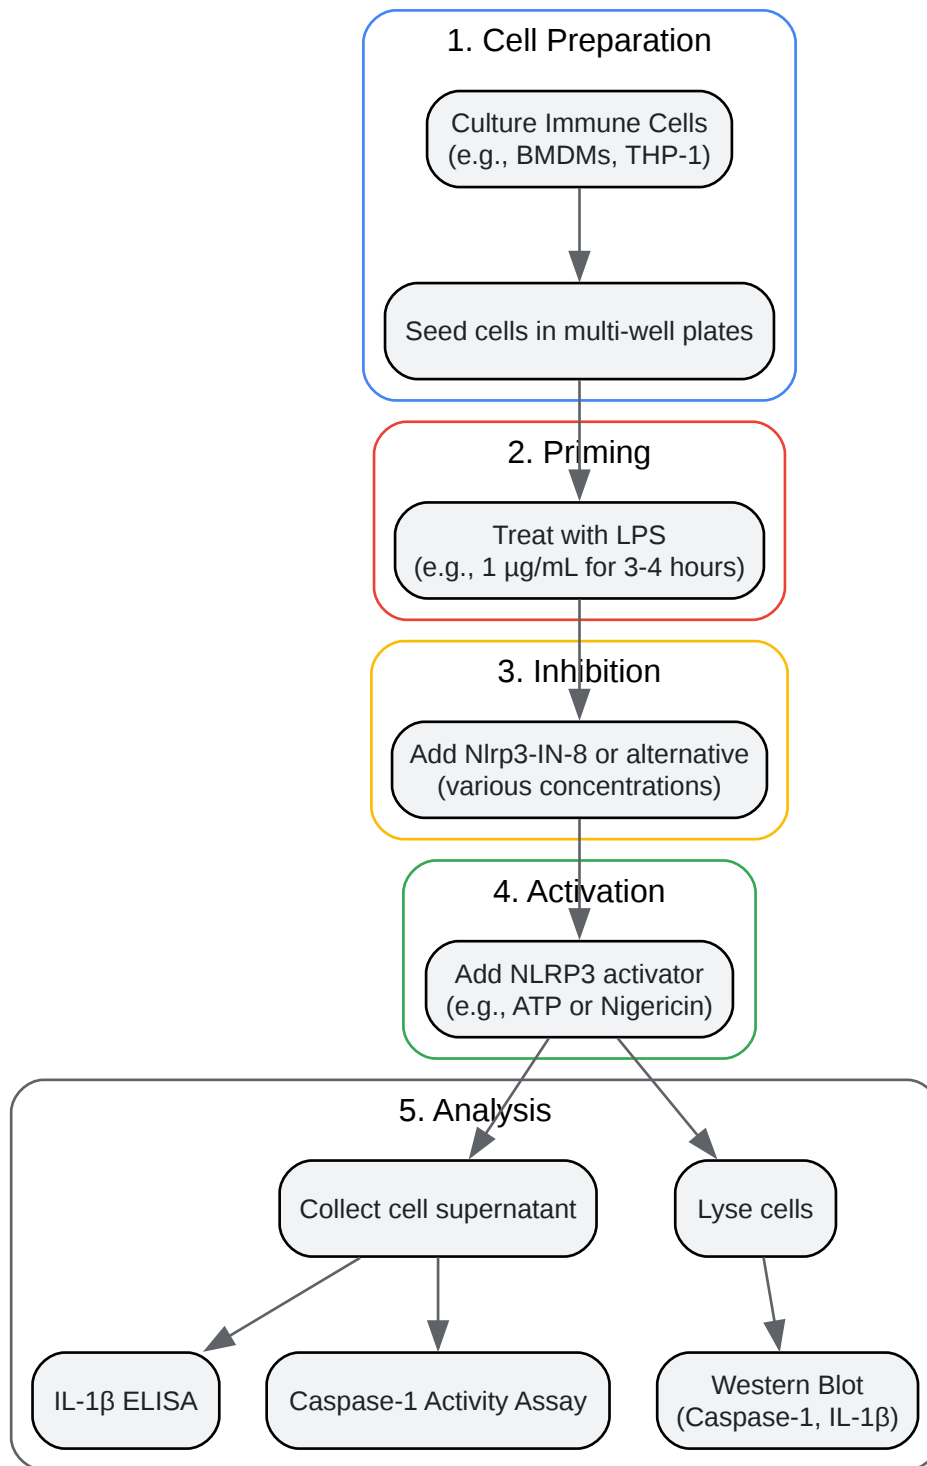 1. Cell Preparation
Culture Immune Cells
(e.g., BMDMs, THP-1)
Seed cells in multi-well plates
2. Priming
Treat with LPS
(e.g., 1 µg/mL for 3-4 hours)
3. Inhibition
Add Nlrp3-IN-8 or alternative
(various concentrations)
4. Activation
Add NLRP3 activator
(e.g., ATP or Nigericin)
5. Analysis
Collect cell supernatant
Lyse cells
IL-1β ELISA
Caspase-1 Activity Assay
Western Blot
(Caspase-1, IL-1β)